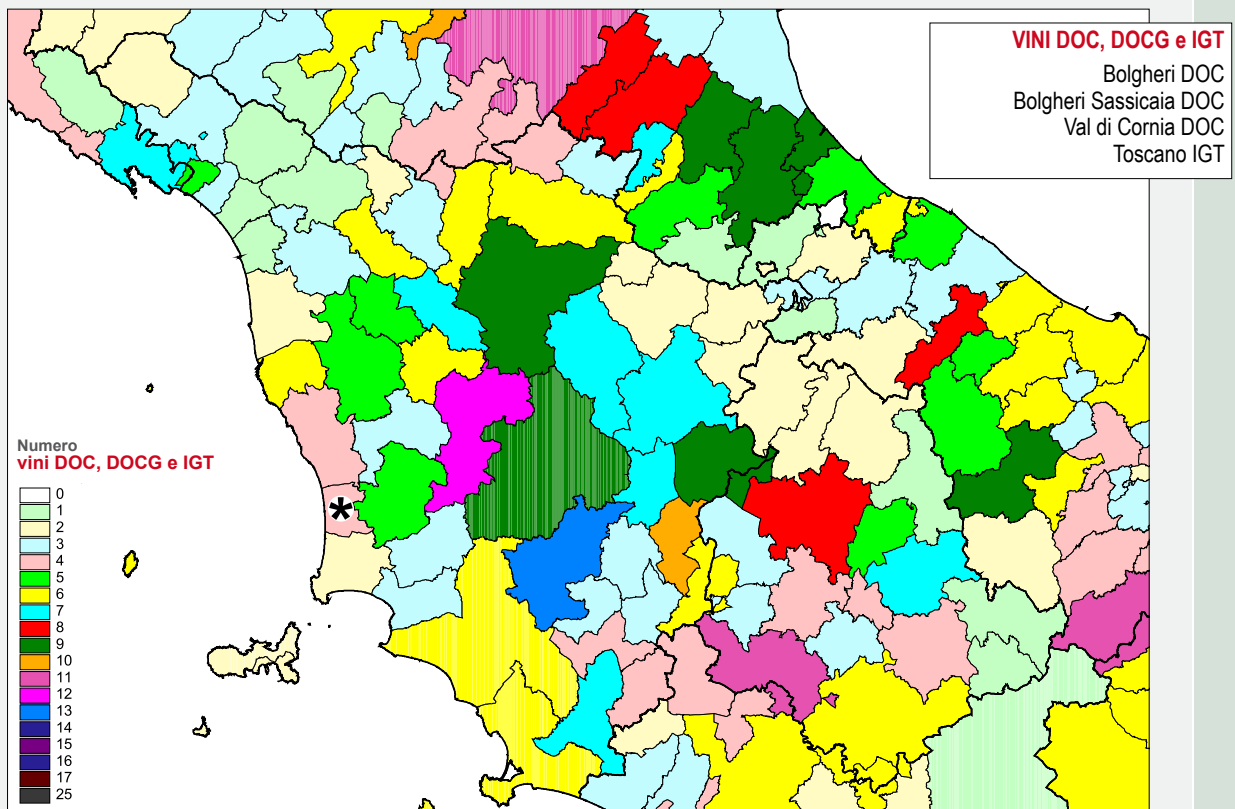 VINI DOC, DOCG e IGT
Bolgheri DOC
Bolgheri Sassicaia DOC
Val di Cornia DOC
Toscano IGT
*
Numero
vini DOC, DOCG e IGT
0
1
2
3
4
5
6
7
8
9
10
11
12
13
14
15
16
17
25